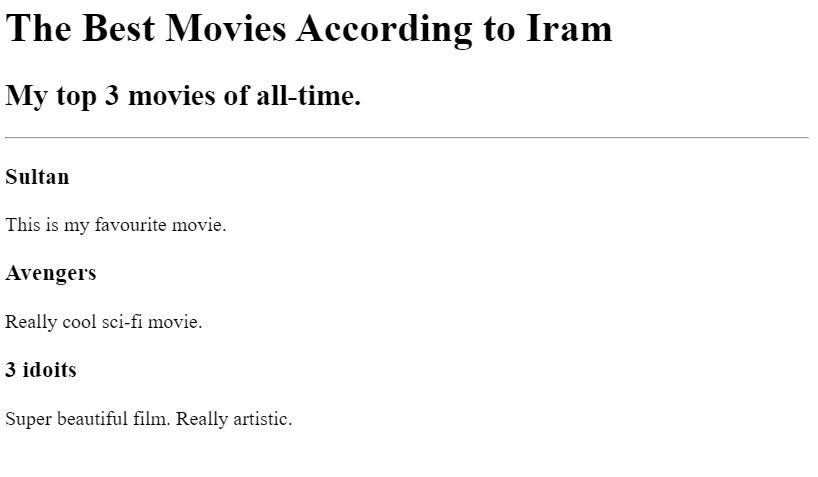 The Best Movies According to Iram
My top 3 movies of all-time.
Sultan
This is my favourite movie.
Avengers
Really cool sci-fi movie.
3 idoits
Super beautiful film. Really artistic.